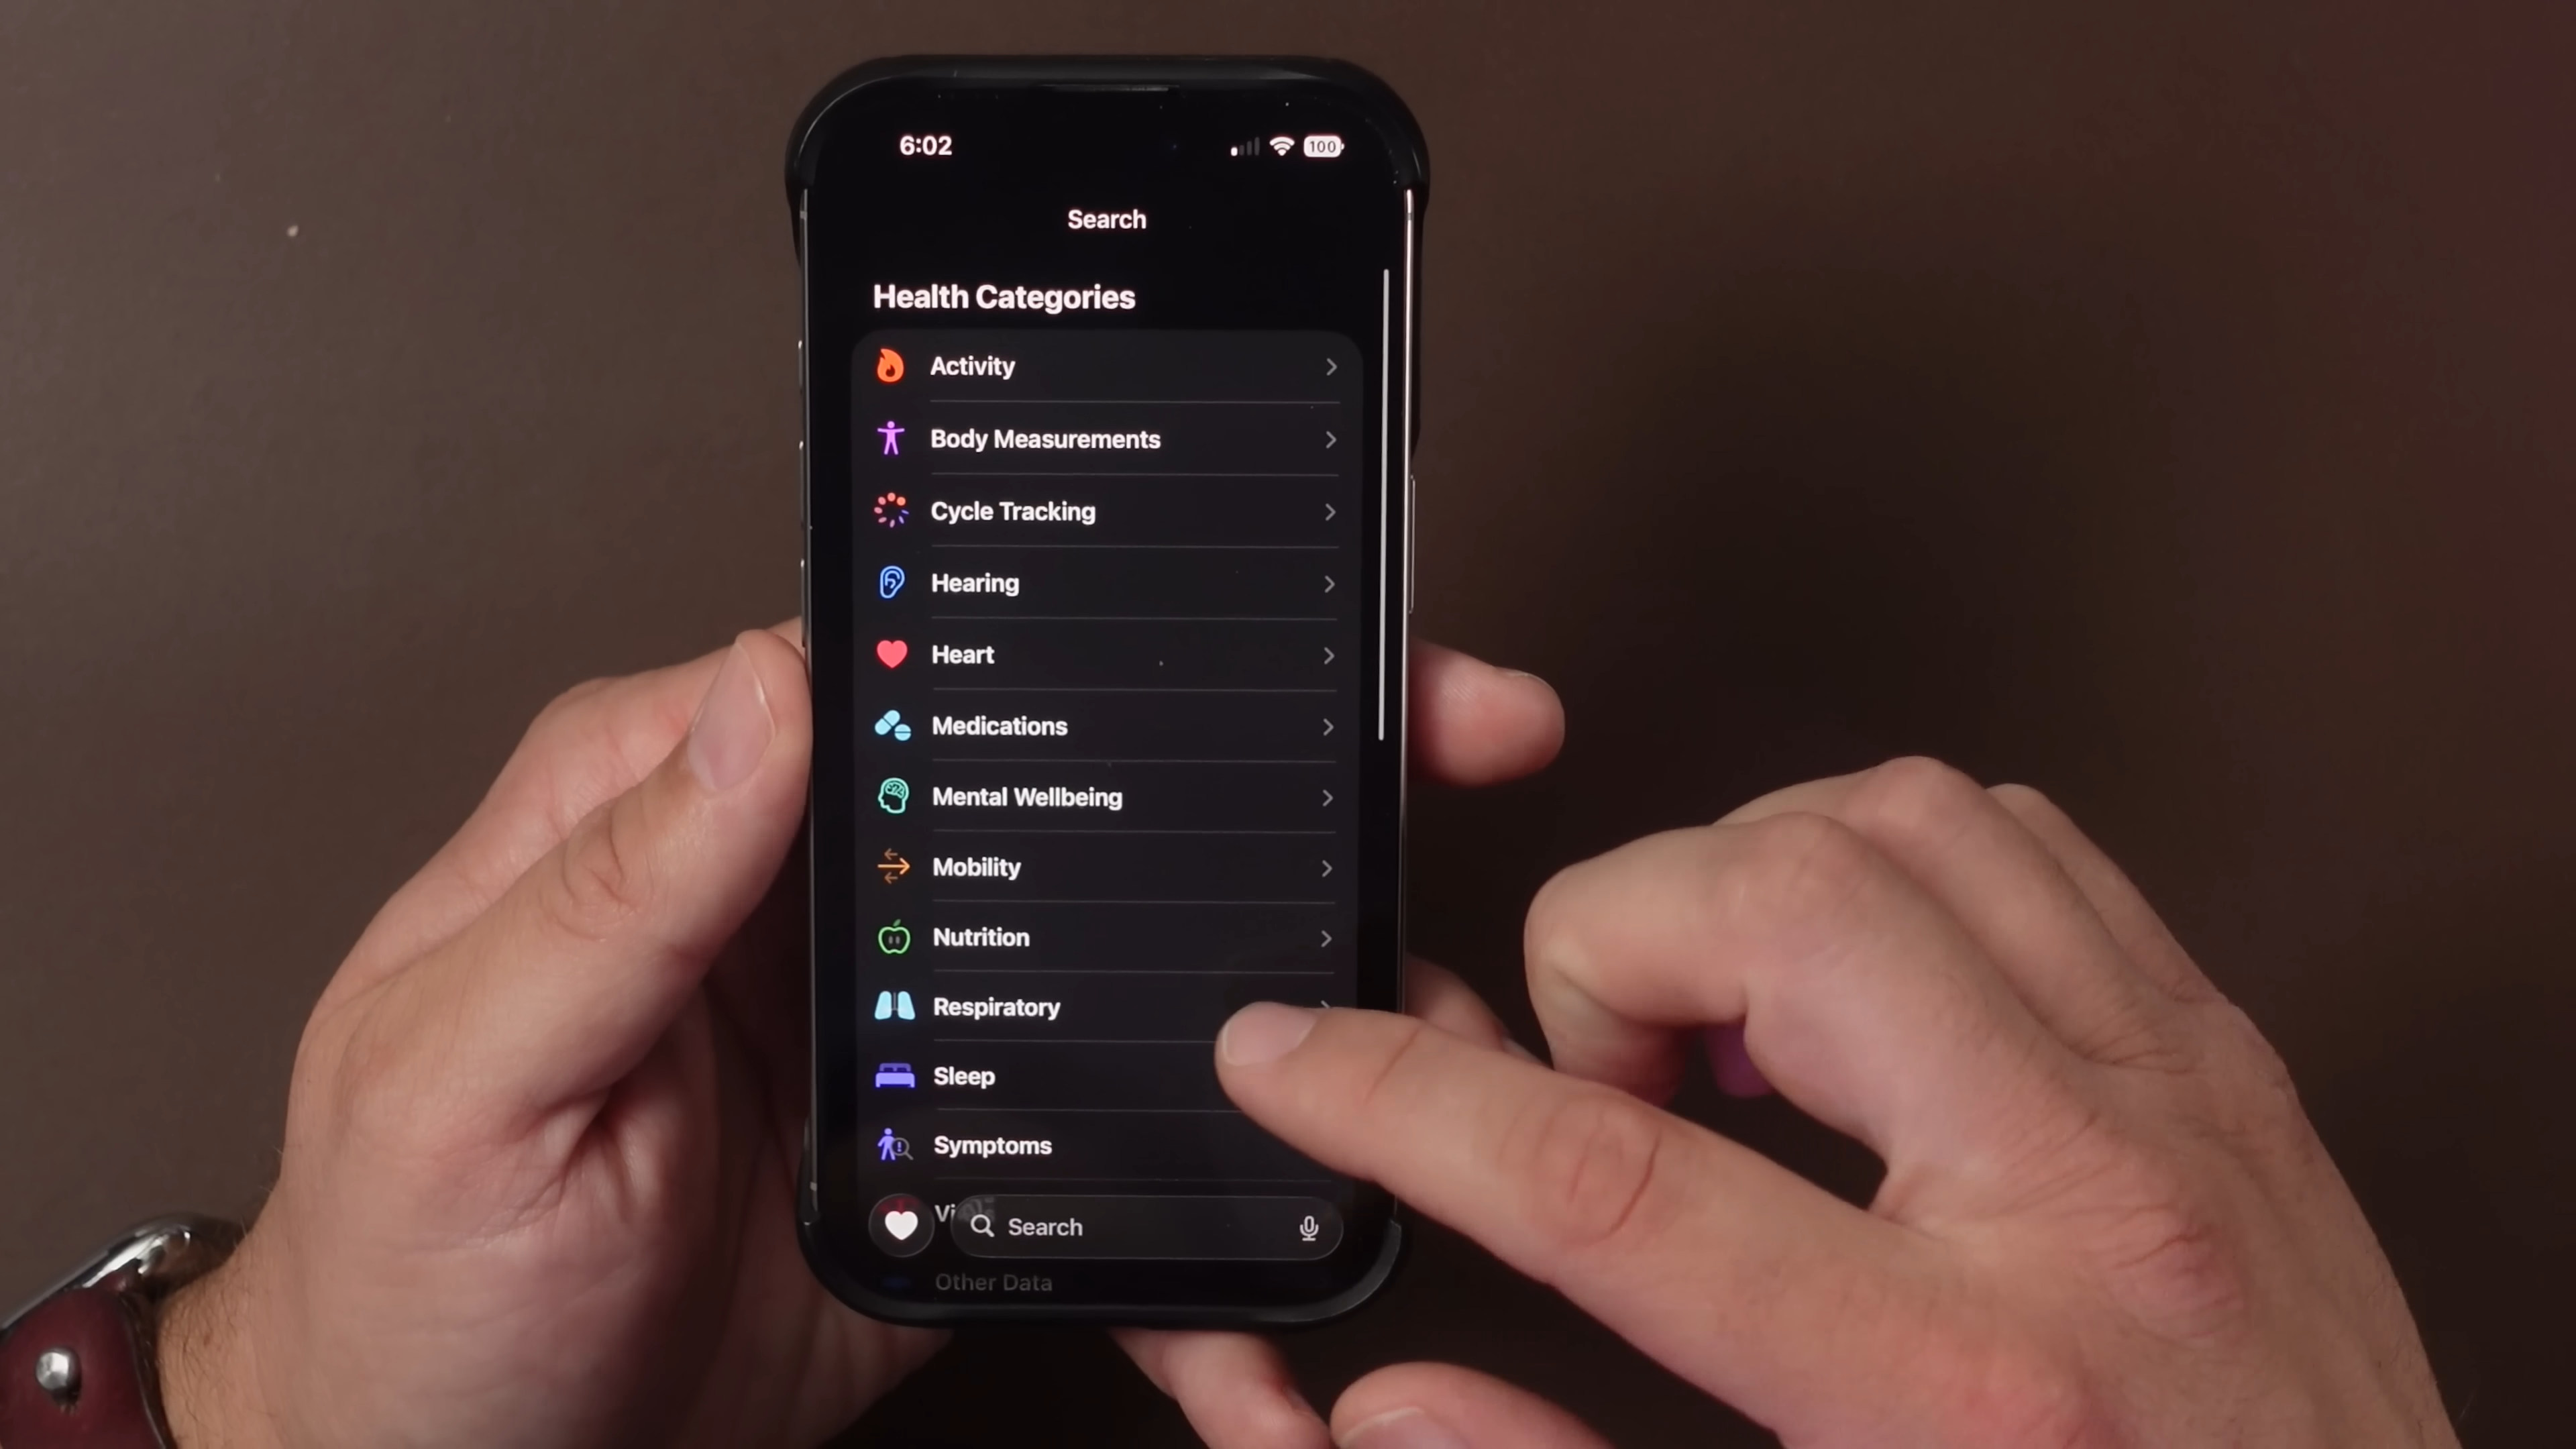 6:02
100
Search
Health Categories
Activity
Body Measurements
Cycle Tracking
Hearing
Heart
Medications
Mental Wellbeing
Mobility
Nutrition
Respiratory
Sleep
Symptoms
Search
Other Data